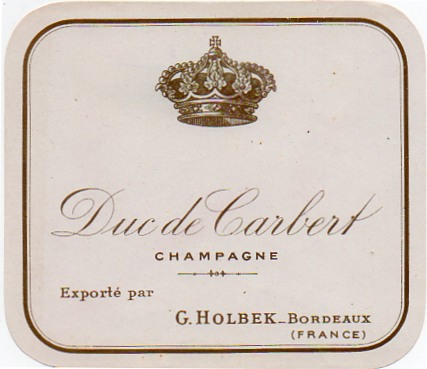 Duc de Carbert
CHAMPAGNE
Exporté par
G. HOLBEK_BORDEAUX
(FRANCE)